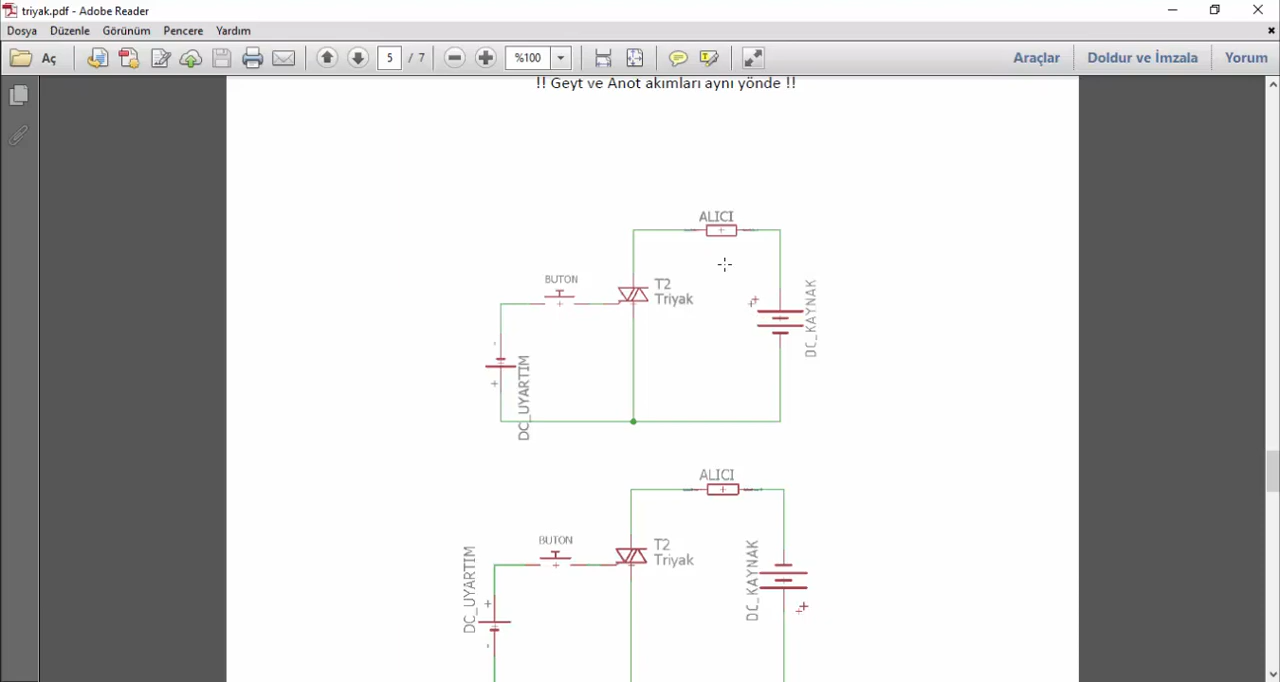 triyak.pdf - Adobe Reader
Dosya Düzenle Görünüm Pencere Yardım
Aç 5 / 7 %100 Araçlar Doldur ve İmzala Yorum
!! Geyt ve Anot akımları aynı yönde !!
ALICI
BUTON
T2
Triyak
+
DC_KAYNAK
-
+
DC_UYARTIM
ALICI
BUTON
T2
Triyak
DC_UYARTIM
+
-
DC_KAYNAK
+